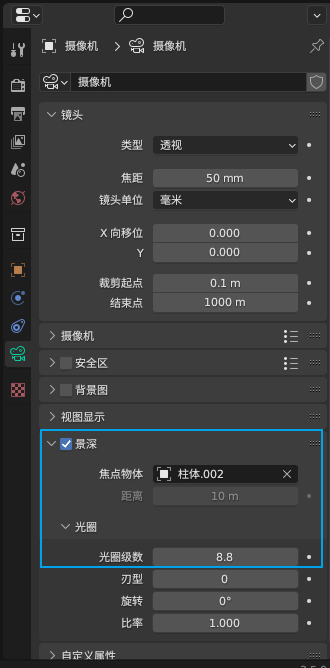 摄像机 摄像机
摄像机
镜头
类型 透视
焦距 50 mm
镜头单位 毫米
X 向移位 0.000
Y 0.000
裁剪起点 0.1 m
结束点 1000 m
摄像机
安全区
背景图
视图显示
景深
焦点物体 柱体.002
距离 10 m
光圈
光圈级数 8.8
刃型 0
旋转 0°
比率 1.000
自定义属性